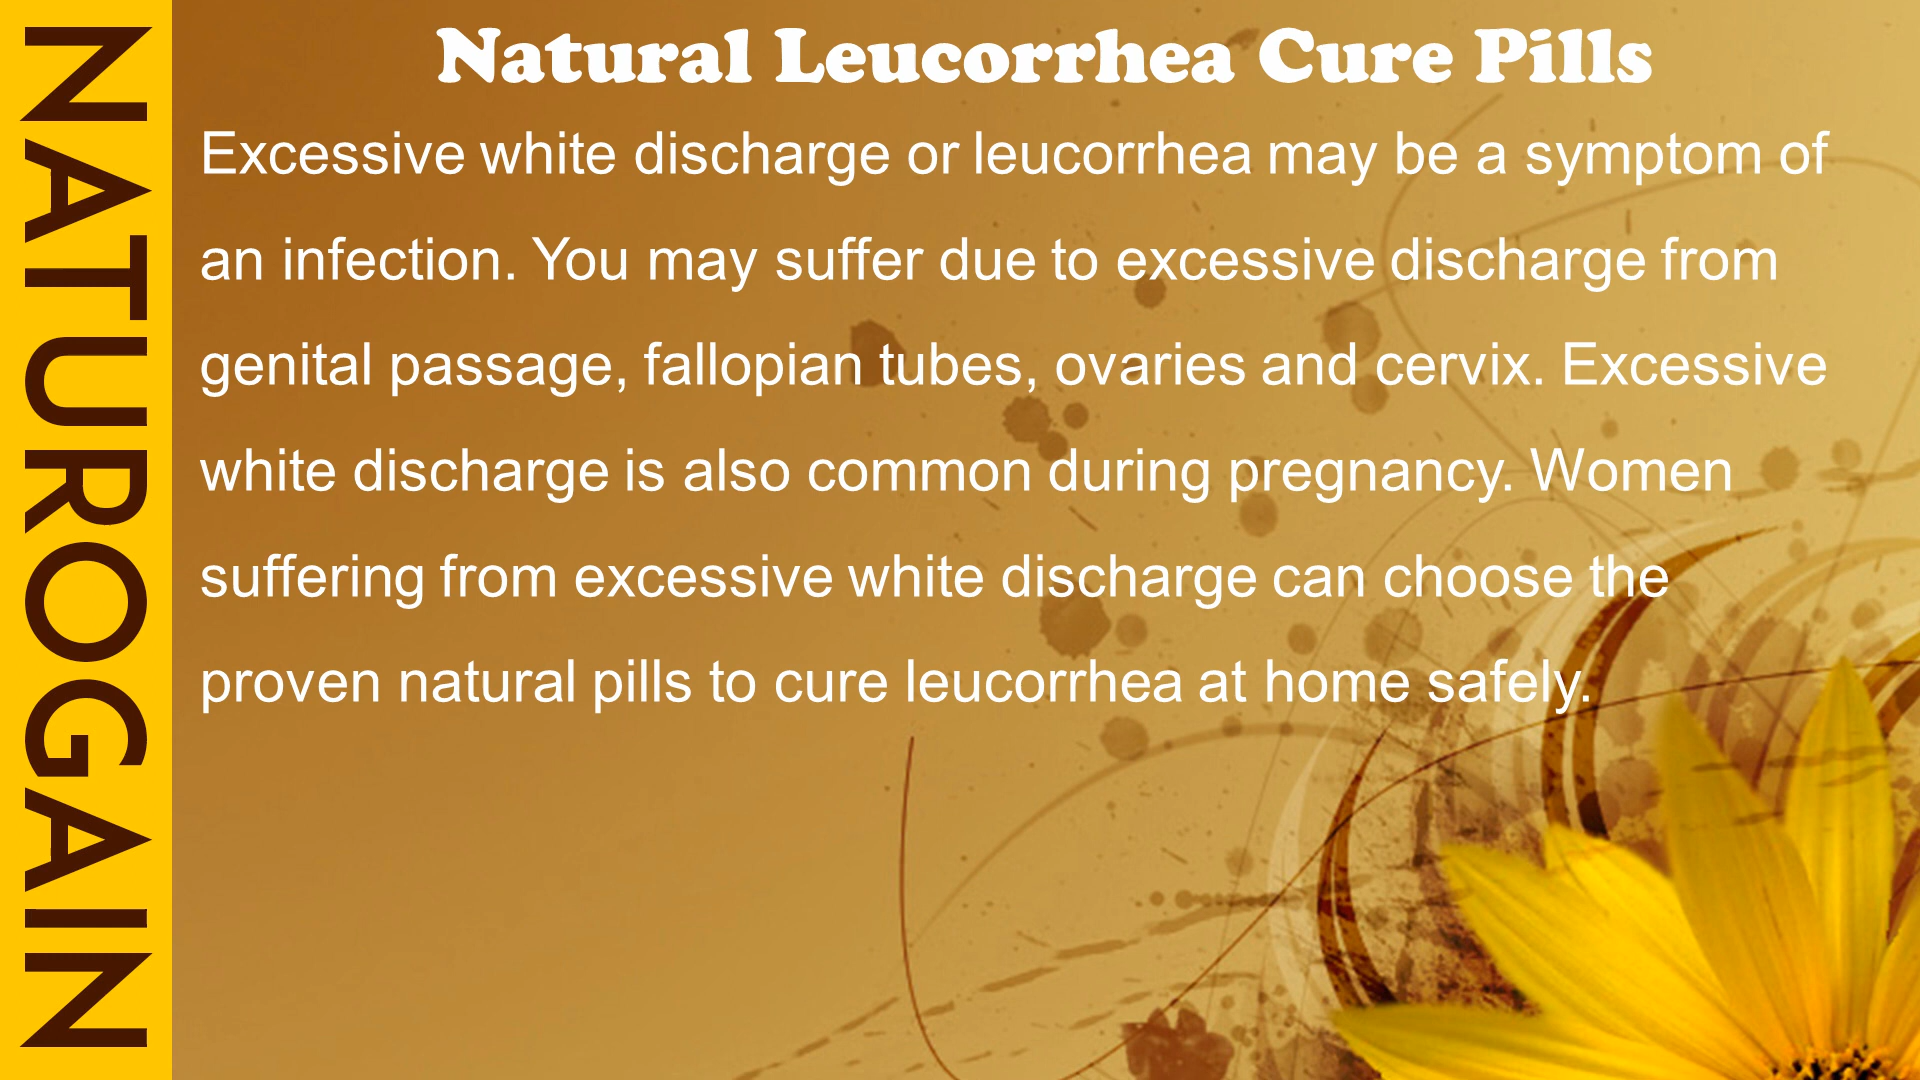 NATUROGAIN
Natural Leucorrhea Cure Pills
Excessive white discharge or leucorrhea may be a symptom of
an infection. You may suffer due to excessive discharge from
genital passage, fallopian tubes, ovaries and cervix. Excessive
white discharge is also common during pregnancy. Women
suffering from excessive white discharge can choose the
proven natural pills to cure leucorrhea at home safely.